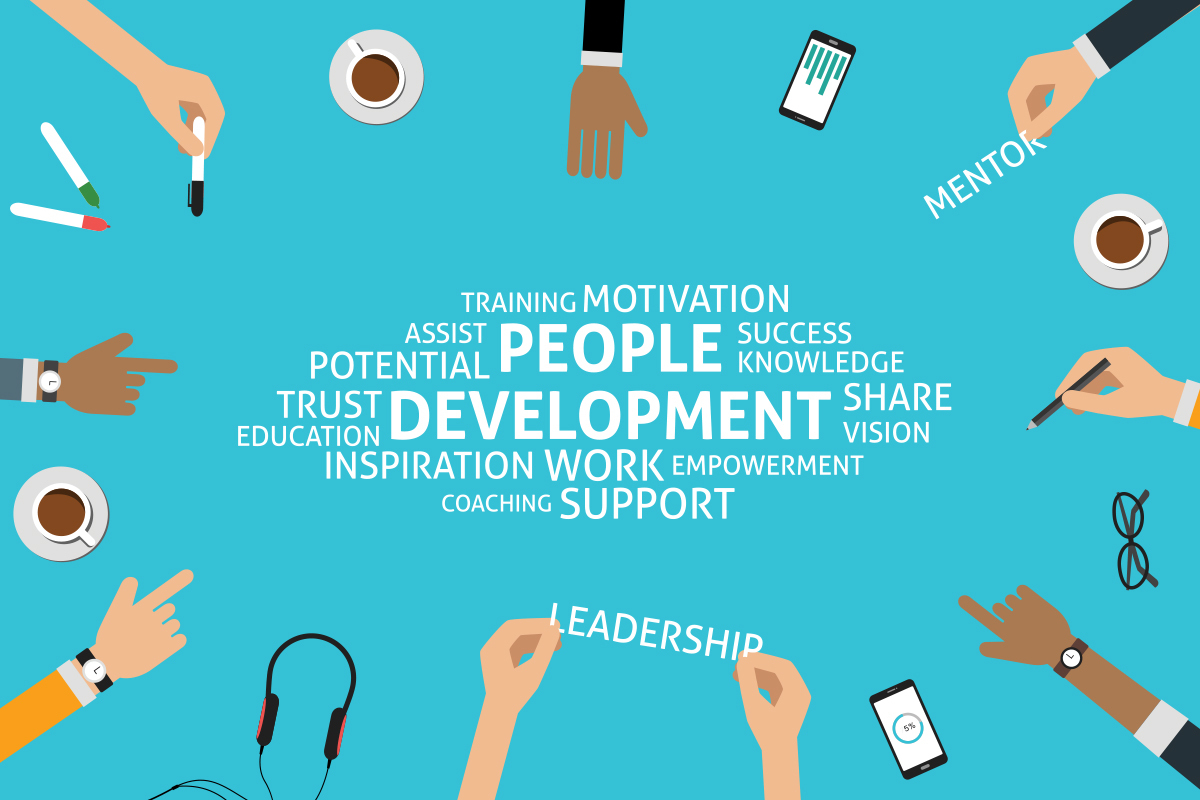 MENTOR
TRAINING MOTIVATION
ASSIST PEOPLE SUCCESS
POTENTIAL KNOWLEDGE
TRUST DEVELOPMENT SHARE
EDUCATION VISION
INSPIRATION WORK EMPOWERMENT
COACHING SUPPORT
LEADERSHIP
5%